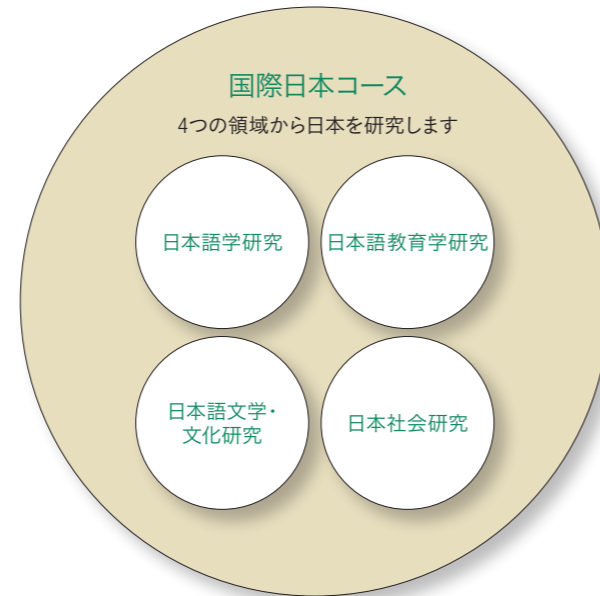 国際日本コース
4つの領域から日本を研究します
日本語学研究
日本語教育学研究
日本語文学・
文化研究
日本社会研究